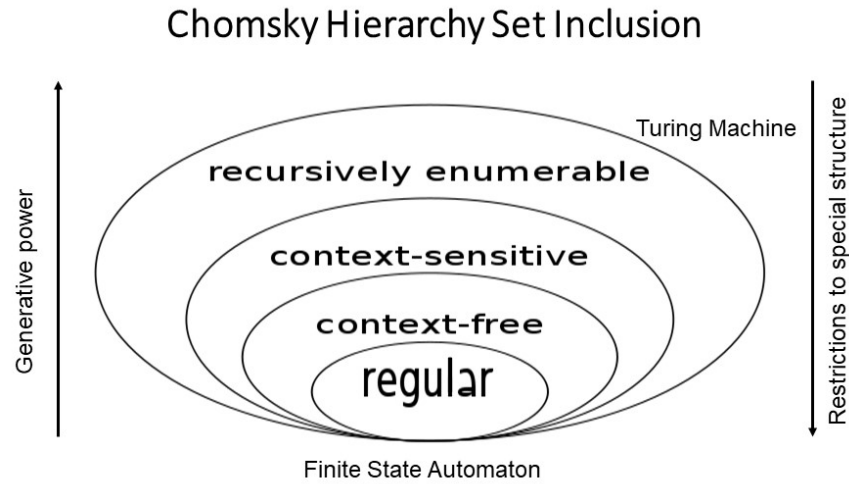 Chomsky Hierarchy Set Inclusion
Turing Machine
recursively enumerable
context-sensitive
context-free
regular
Finite State Automaton
Generative power
Restrictions to special structure